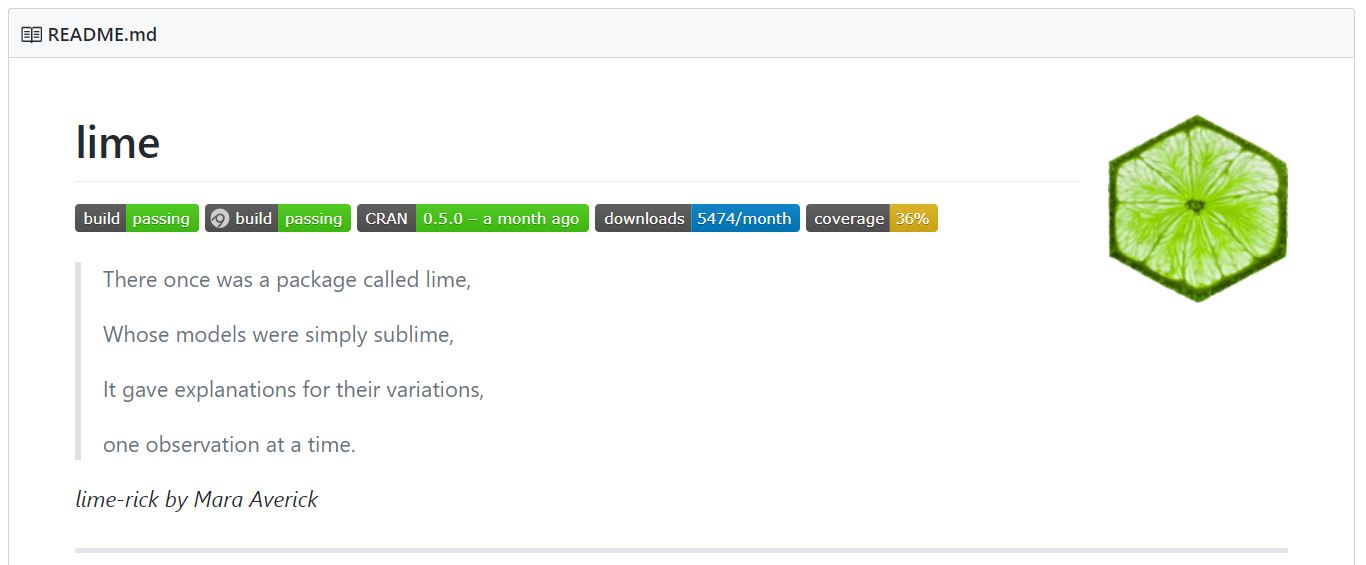 README.md
lime
build passing build passing CRAN 0.5.0 – a month ago downloads 5474/month coverage 36%
There once was a package called lime,
Whose models were simply sublime,
It gave explanations for their variations,
one observation at a time.
lime-rick by Mara Averick